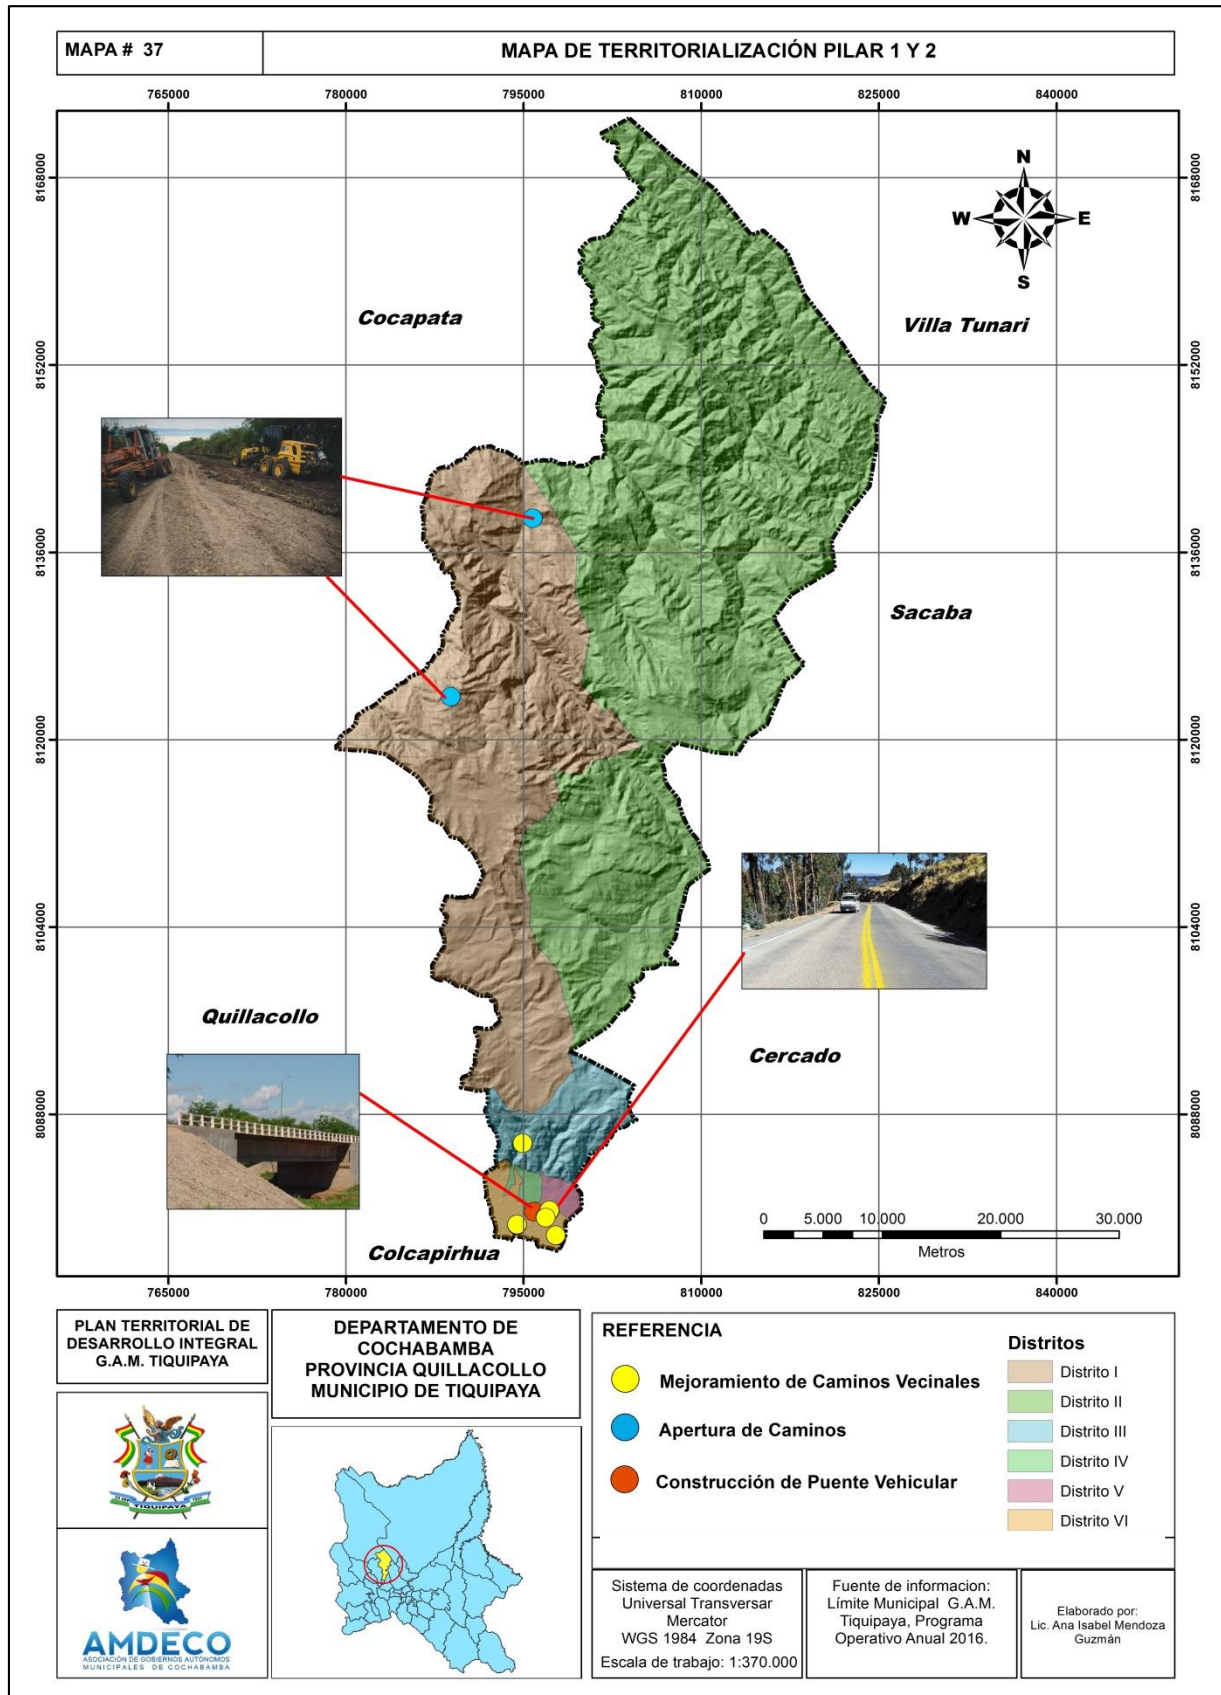 MAPA # 37
MAPA DE TERRITORIALIZACIÓN PILAR 1 Y 2
765000 780000 795000 810000 825000 840000
8168000 8168000
8152000 8152000
8136000 8136000
8120000 8120000
8104000 8104000
8088000 8088000
N
W E
S
Cocapata
Villa Tunari
Sacaba
Quillacollo
Cercado
Colcapirhua
0 5.000 10.000 20.000 30.000
Metros
765000 780000 795000 810000 825000 840000
PLAN TERRITORIAL DE
DESARROLLO INTEGRAL
G.A.M. TIQUIPAYA
TIQUIPAYA
AMDECO
ASOCIACIÓN DE GOBIERNOS AUTÓNOMOS
MUNICIPALES DE COCHABAMBA
DEPARTAMENTO DE
COCHABAMBA
PROVINCIA QUILLACOLLO
MUNICIPIO DE TIQUIPAYA
REFERENCIA
Mejoramiento de Caminos Vecinales
Apertura de Caminos
Construcción de Puente Vehicular
Distritos
Distrito I
Distrito II
Distrito III
Distrito IV
Distrito V
Distrito VI
Sistema de coordenadas
Universal Transversar
Mercator
WGS 1984 Zona 19S
Escala de trabajo: 1:370.000
Fuente de informacion:
Límite Municipal G.A.M.
Tiquipaya, Programa
Operativo Anual 2016.
Elaborado por:
Lic. Ana Isabel Mendoza
Guzmán